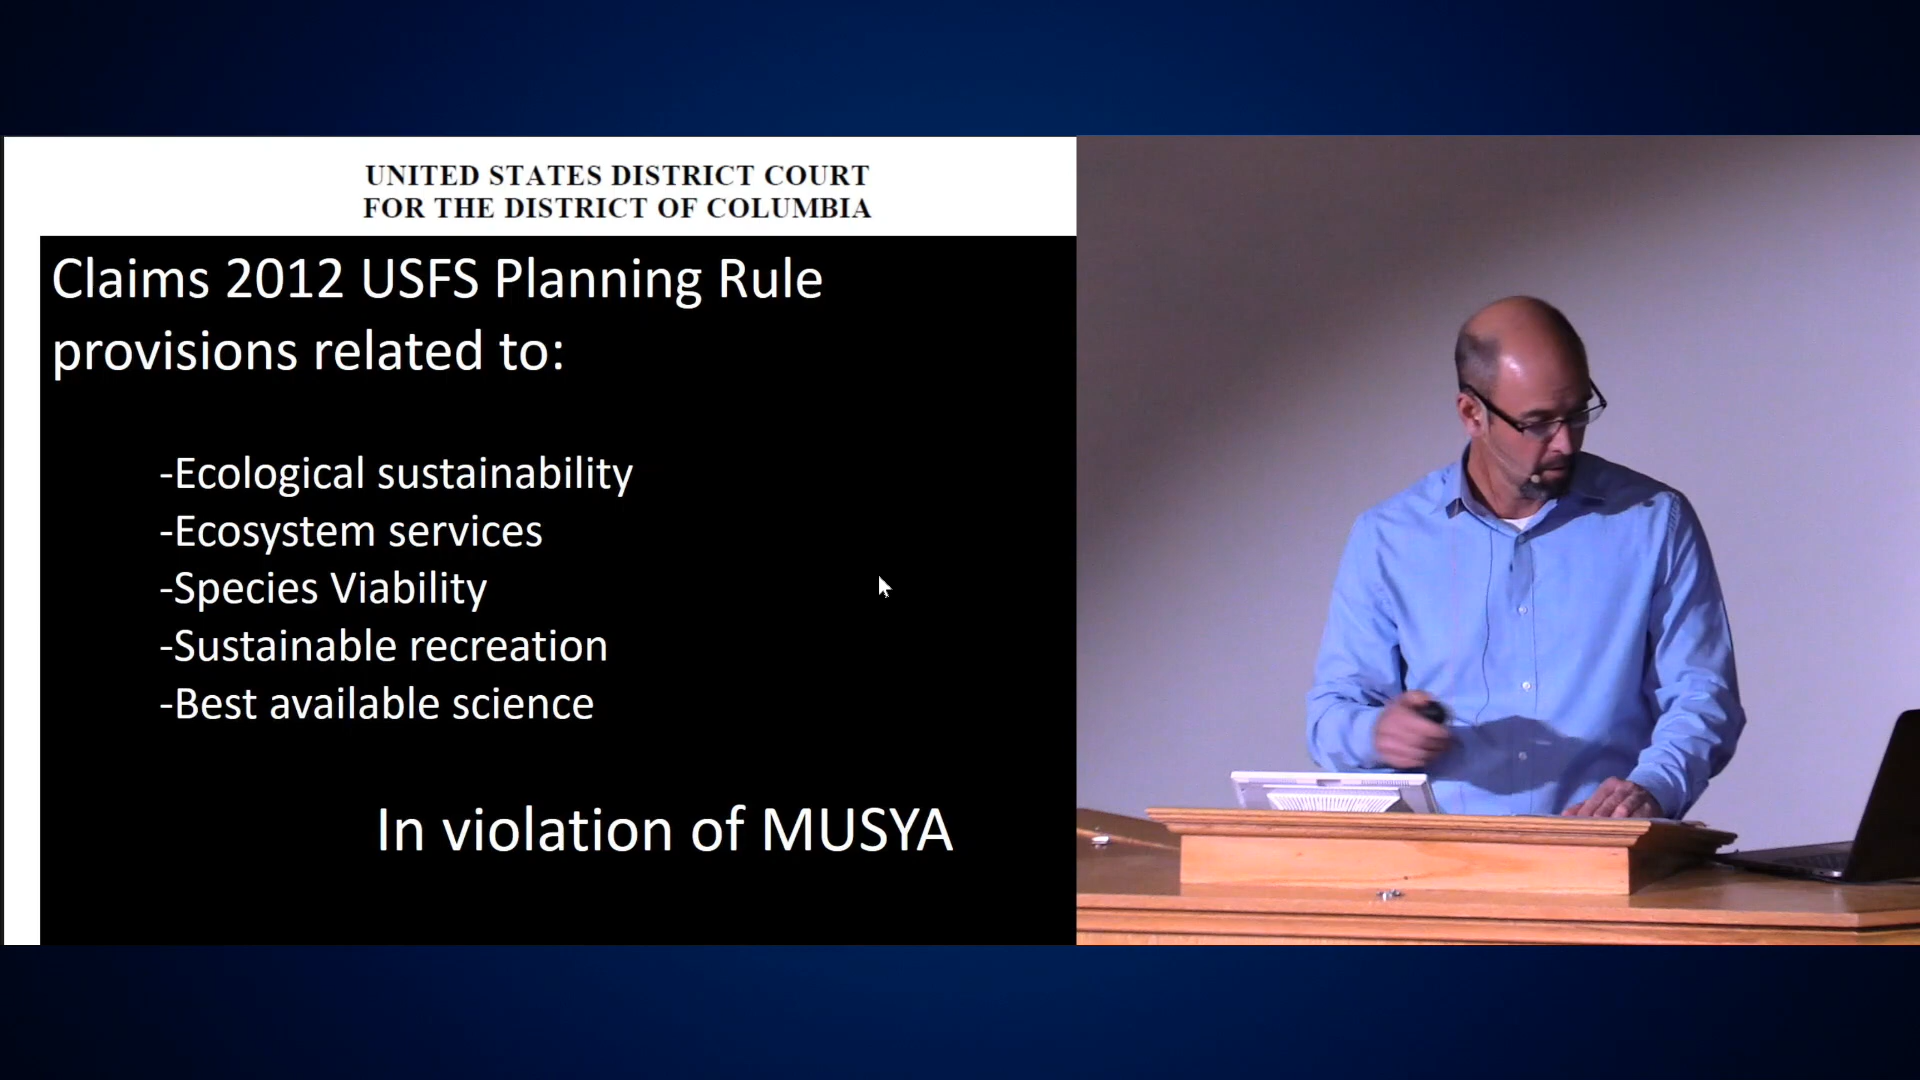 UNITED STATES DISTRICT COURT
FOR THE DISTRICT OF COLUMBIA
Claims 2012 USFS Planning Rule
provisions related to:
-Ecological sustainability
-Ecosystem services
-Species Viability
-Sustainable recreation
-Best available science
In violation of MUSYA